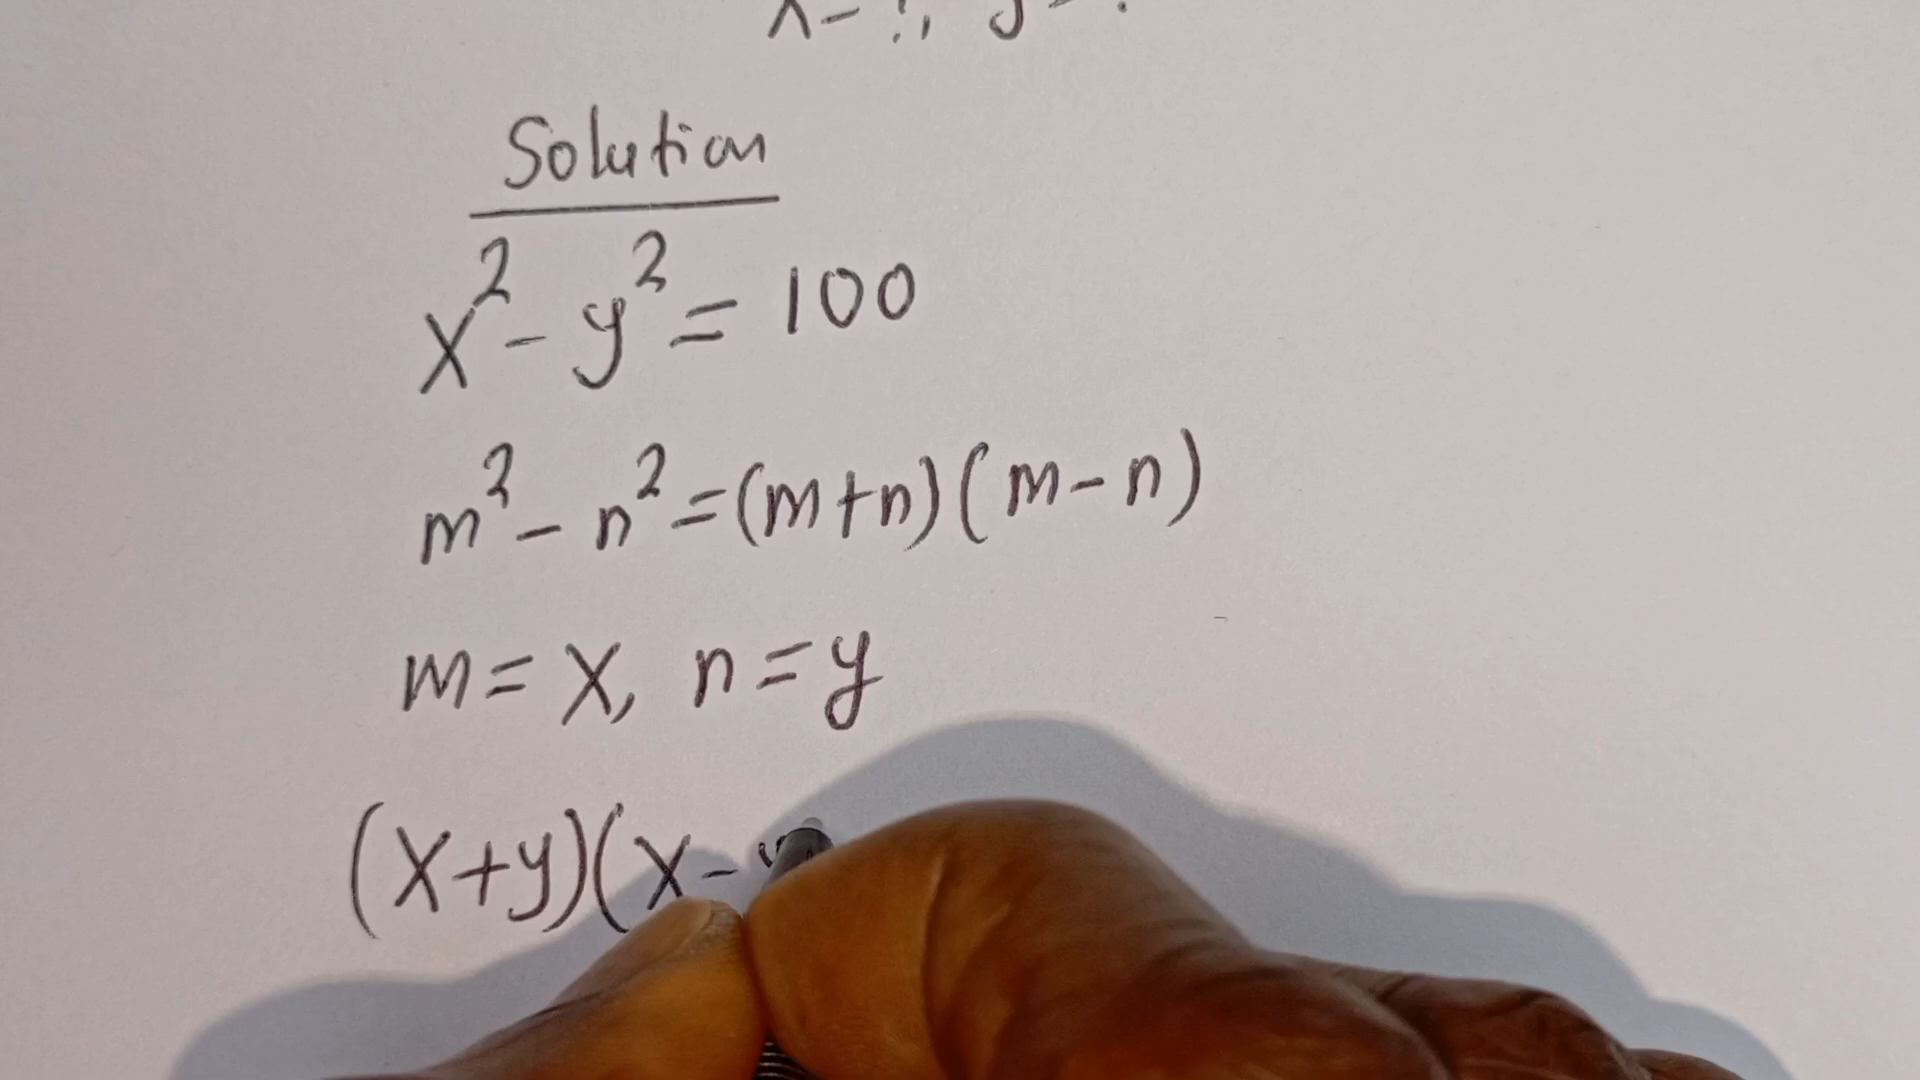 x = ?, y = ?
Solution
x² - y² = 100
m² - n² = (m+n)(m-n)
m = x, n = y
(x+y)(x-